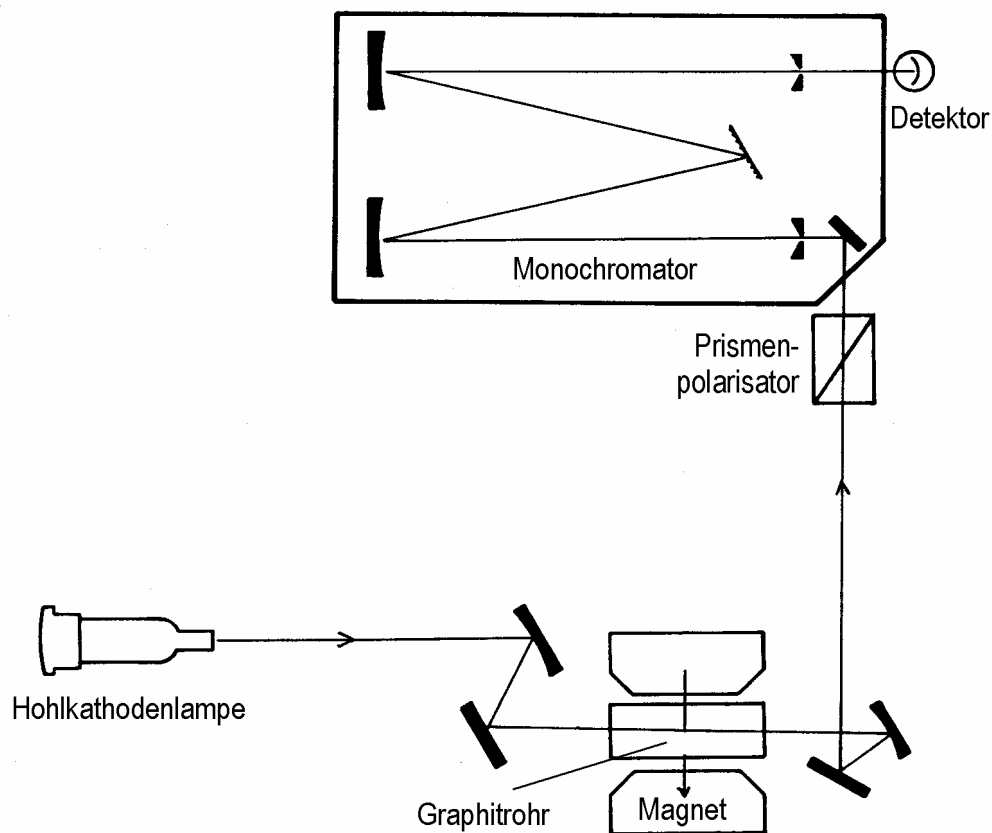 Detektor
Monochromator
Prismen-
polarisator
Hohlkathodenlampe
Graphitrohr
Magnet